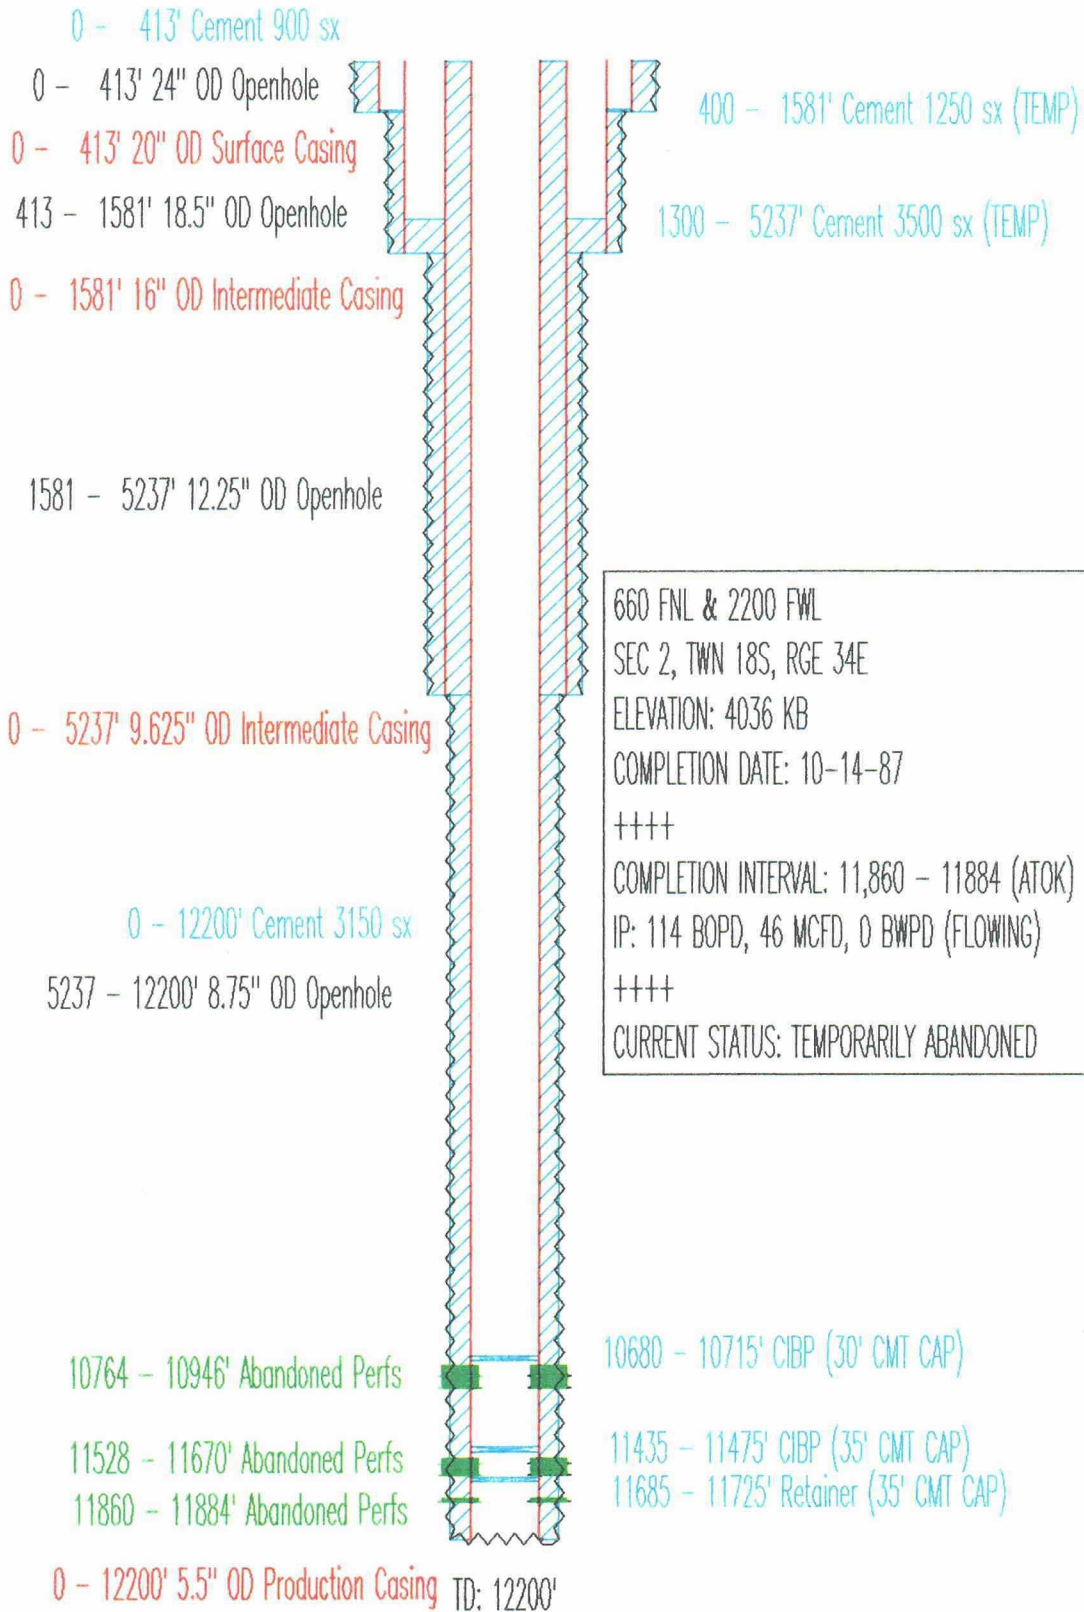 0 - 413' Cement 900 sx
0 - 413' 24" OD Openhole
0 - 413' 20" OD Surface Casing
413 - 1581' 18.5" OD Openhole
0 - 1581' 16" OD Intermediate Casing
1581 - 5237' 12.25" OD Openhole
0 - 5237' 9.625" OD Intermediate Casing
0 - 12200' Cement 3150 sx
5237 - 12200' 8.75" OD Openhole
10764 - 10946' Abandoned Perfs
11528 - 11670' Abandoned Perfs
11860 - 11884' Abandoned Perfs
0 - 12200' 5.5" OD Production Casing
TD: 12200'
400 - 1581' Cement 1250 sx (TEMP)
1300 - 5237' Cement 3500 sx (TEMP)
660 FNL & 2200 FWL
SEC 2, TWN 18S, RGE 34E
ELEVATION: 4036 KB
COMPLETION DATE: 10-14-87
++++
COMPLETION INTERVAL: 11,860 - 11884 (ATOK)
IP: 114 BOPD, 46 MCFD, 0 BWPD (FLOWING)
++++
CURRENT STATUS: TEMPORARILY ABANDONED
10680 - 10715' CIBP (30' CMT CAP)
11435 - 11475' CIBP (35' CMT CAP)
11685 - 11725' Retainer (35' CMT CAP)